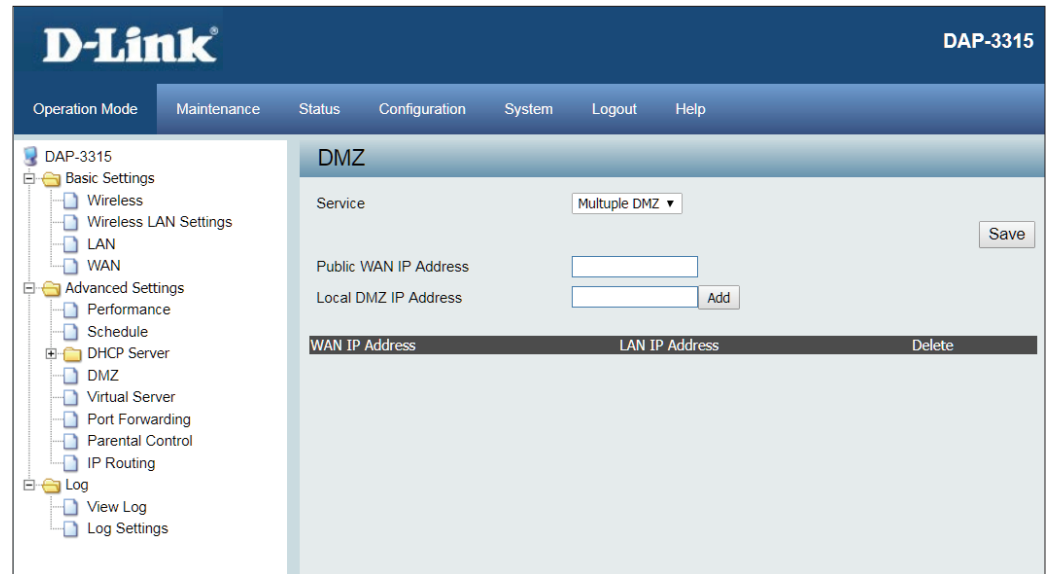 D-Link®
DAP-3315
Operation Mode Maintenance Status Configuration System Logout Help
DAP-3315
Basic Settings
Wireless
Wireless LAN Settings
LAN
WAN
Advanced Settings
Performance
Schedule
DHCP Server
DMZ
Virtual Server
Port Forwarding
Parental Control
IP Routing
Log
View Log
Log Settings
DMZ
Service Multuple DMZ ▼
Save
Public WAN IP Address
Local DMZ IP Address Add
WAN IP Address LAN IP Address Delete